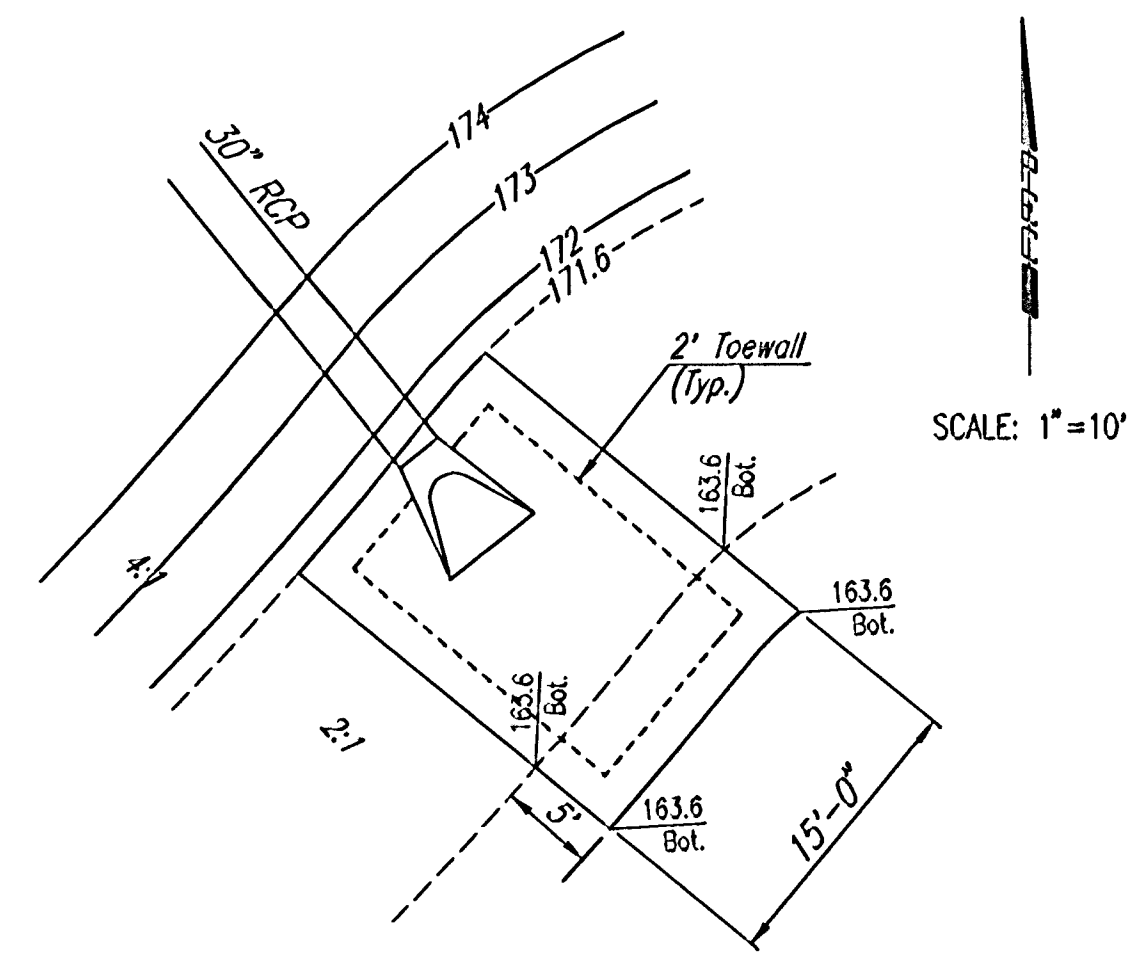 174
30” RCP
173
172
171.6
2' Toewall
(Typ.)
SCALE: 1"=10'
163.6
Bot.
4:1
163.6
Bot.
163.6
Bot.
2:1
163.6
Bot.
5'
15'-0"